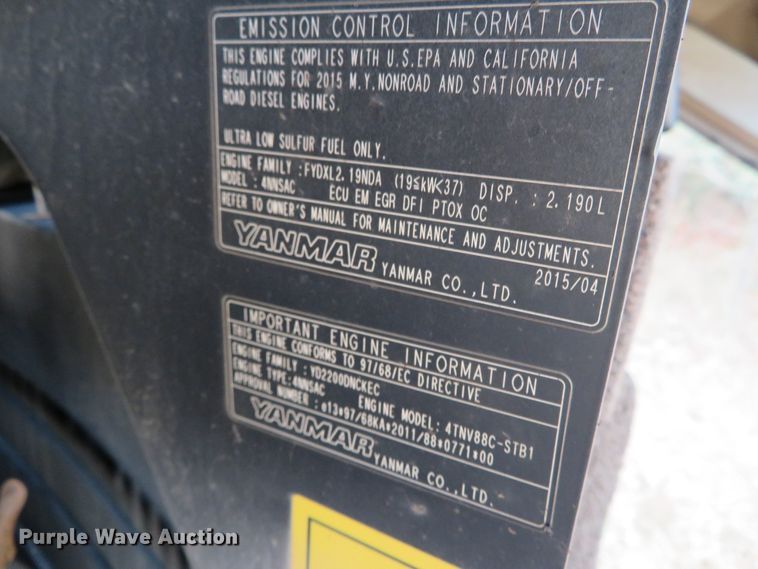 EMISSION CONTROL INFORMATION
THIS ENGINE COMPLIES WITH U.S.EPA AND CALIFORNIA
REGULATIONS FOR 2015 M.Y.NONROAD AND STATIONARY/OFF-
ROAD DIESEL ENGINES.
ULTRA LOW SULFUR FUEL ONLY.
ENGINE FAMILY :FYDXL2.19NDA (19≦kW<37) DISP. : 2.190L
MODEL : 4NNSAC ECU EM EGR DFI PTOX OC
REFER TO OWNER'S MANUAL FOR MAINTENANCE AND ADJUSTMENTS.
YANMAR YANMAR CO.,LTD. 2015/04
IMPORTANT ENGINE INFORMATION
THIS ENGINE CONFORMS TO 97/68/EC DIRECTIVE
ENGINE FAMILY : YD2200DNCKEC
ENGINE TYPE:4NNSAC ENGINE MODEL: 4TNV88C-STB1
APPROVAL NUMBER : e13*97/68KA*2011/88*0771*00
YANMAR YANMAR CO.,LTD.
Purple Wave Auction